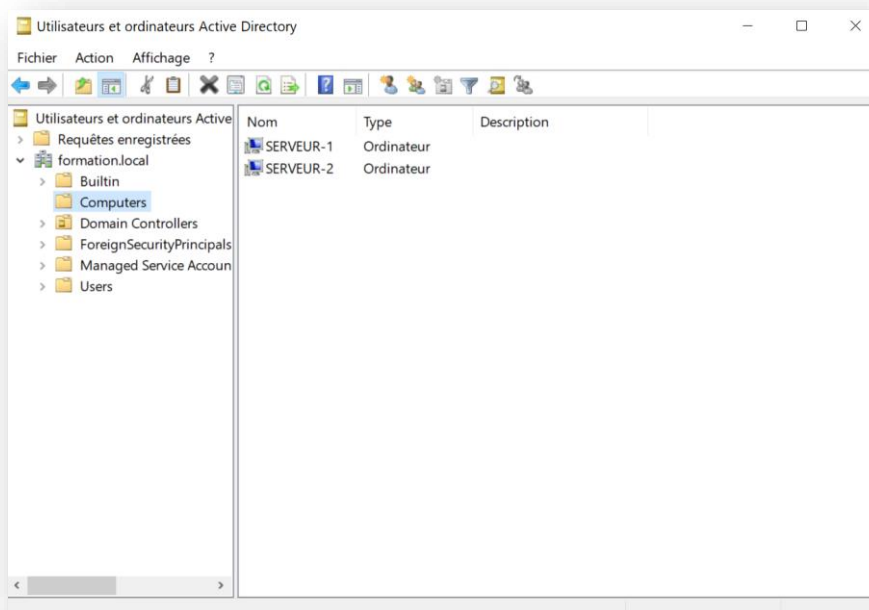 Utilisateurs et ordinateurs Active Directory
Fichier Action Affichage ?
Utilisateurs et ordinateurs Active
Requêtes enregistrées
formation.local
Builtin
Computers
Domain Controllers
ForeignSecurityPrincipals
Managed Service Accoun
Users
Nom Type Description
SERVEUR-1 Ordinateur
SERVEUR-2 Ordinateur